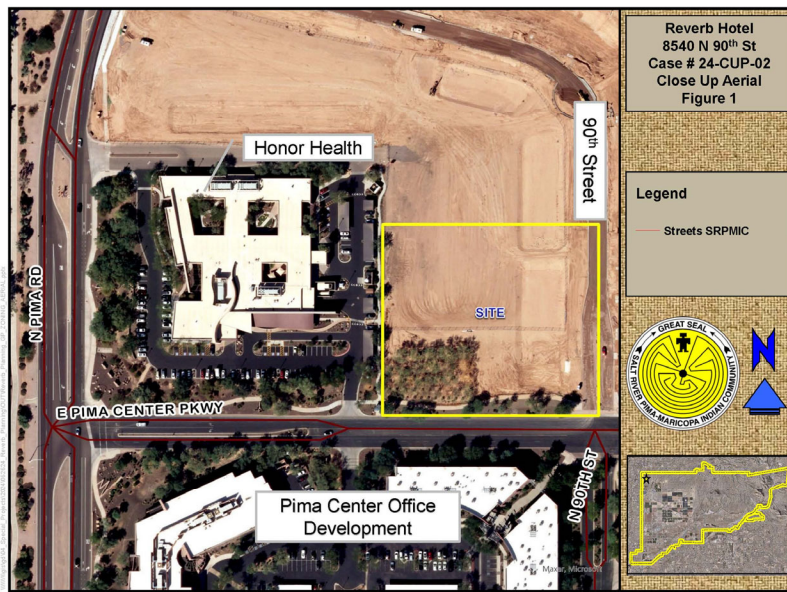 Reverb Hotel
8540 N 90th St
Case # 24-CUP-02
Close Up Aerial
Figure 1
Honor Health
90th Street
Legend
Streets SRPMIC
N PIMA RD
SITE
GREAT SEAL
SALT RIVER PIMA-MARICOPA INDIAN COMMUNITY
N
E PIMA CENTER PKWY
N 90TH ST
Pima Center Office
Development
Maxar, Microsoft